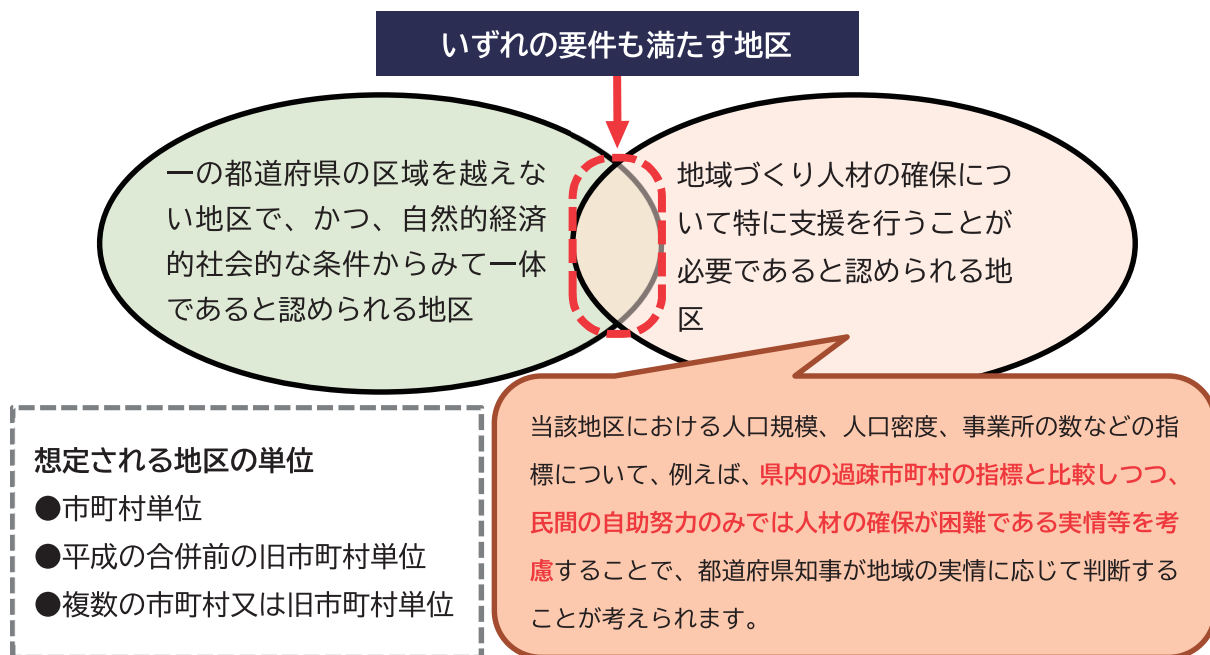 いずれの要件も満たす地区
一の都道府県の区域を越えな
い地区で、かつ、自然的経済
的社会的な条件からみて一体
であると認められる地区
地域づくり人材の確保につ
いて特に支援を行うことが
必要であると認められる地
区
想定される地区の単位
●市町村単位
●平成の合併前の旧市町村単位
●複数の市町村又は旧市町村単位
当該地区における人口規模、人口密度、事業所の数などの指
標について、例えば、県内の過疎市町村の指標と比較しつつ、
民間の自助努力のみでは人材の確保が困難である実情等を考
慮することで、都道府県知事が地域の実情に応じて判断する
ことが考えられます。